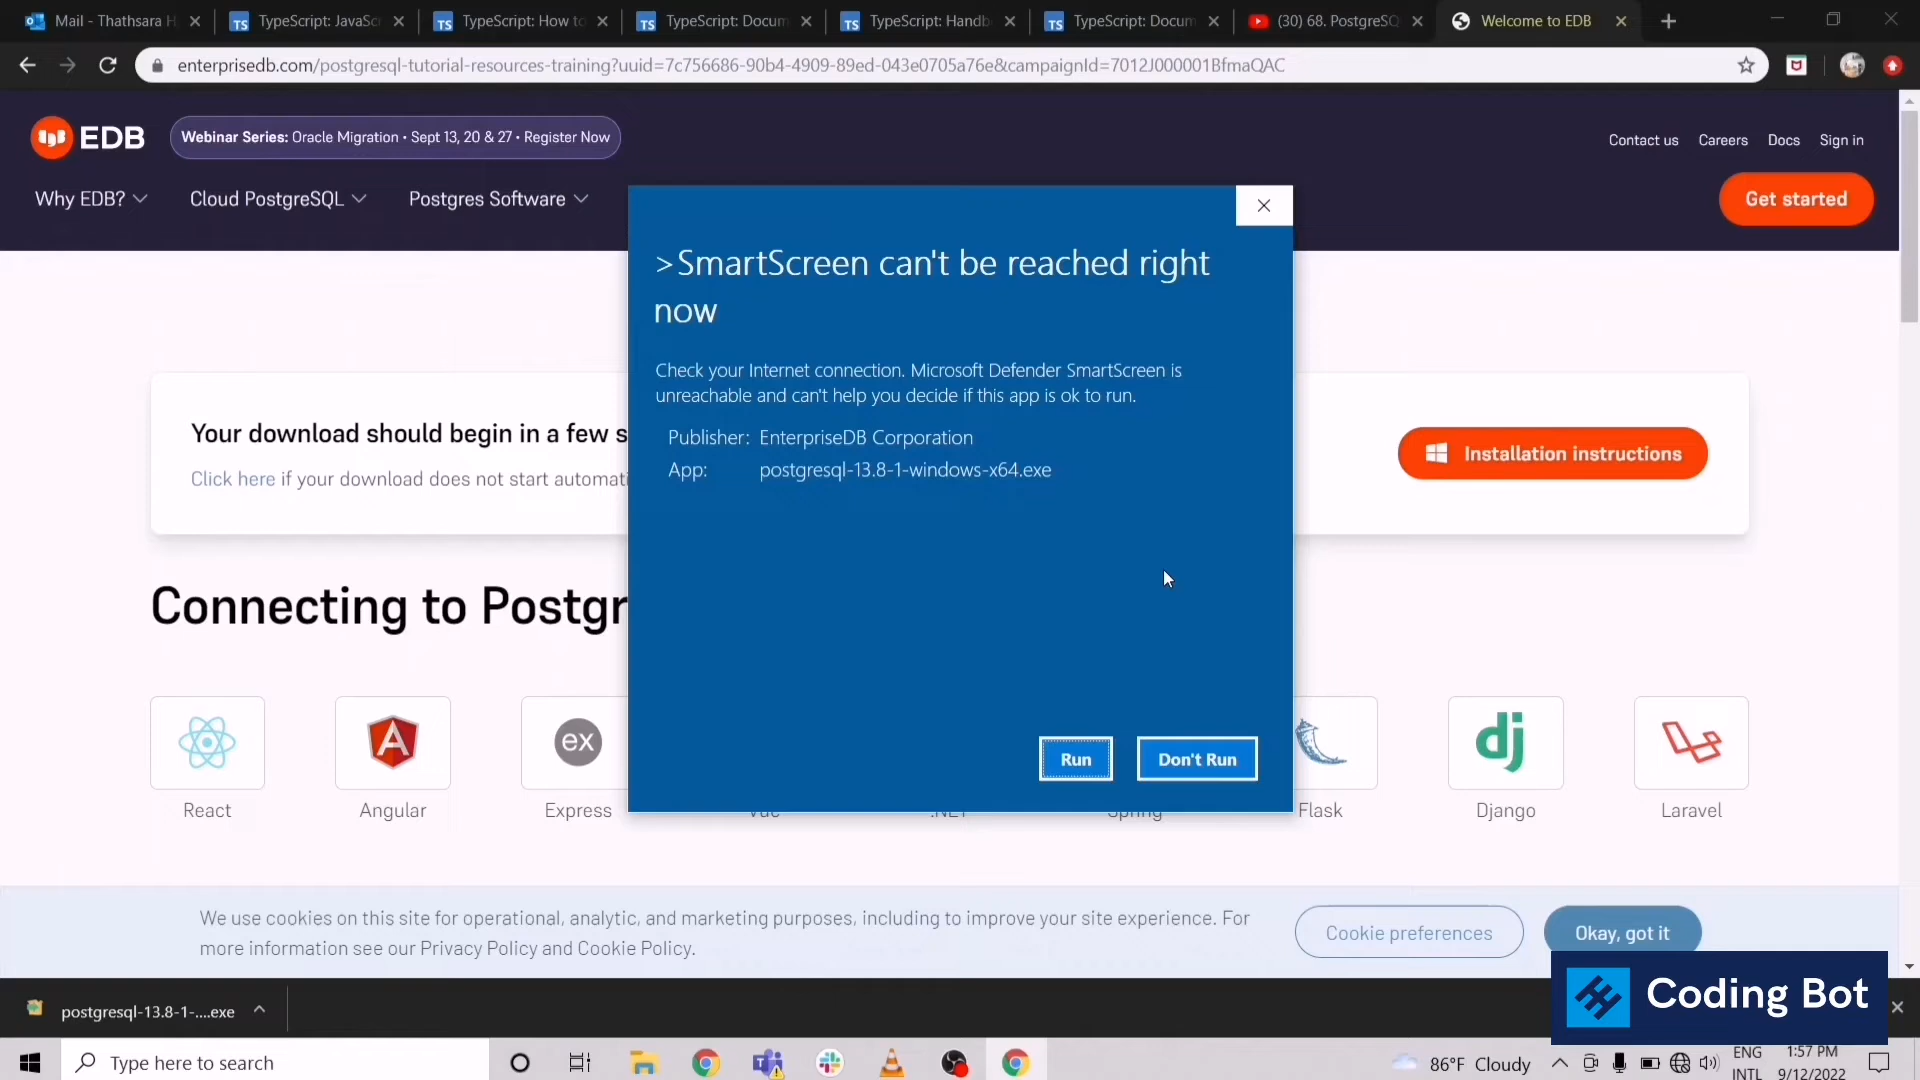 Mail - Thathsara H
TypeScript: JavaSc
TypeScript: How to
TypeScript: Docum
TypeScript: Handb
TypeScript: Docum
(30) 68. PostgreSQ
Welcome to EDB
enterprisedb.com/postgresql-tutorial-resources-training?uuid=7c756686-90b4-4909-89ed-043e0705a76e&campaignId=7012J000001BfmaQAC
EDB
Webinar Series: Oracle Migration • Sept 13, 20 & 27 • Register Now
Contact us
Careers
Docs
Sign in
Why EDB?
Cloud PostgreSQL
Postgres Software
Get started
>SmartScreen can't be reached right
now
Check your Internet connection. Microsoft Defender SmartScreen is
unreachable and can't help you decide if this app is ok to run.
Publisher: EnterpriseDB Corporation
App: postgresql-13.8-1-windows-x64.exe
Run
Don't Run
Your download should begin in a few s
Click here if your download does not start automati
Installation instructions
Connecting to Postgr
ex
dj
React
Angular
Express
Vue
.NET
Spring
Flask
Django
Laravel
We use cookies on this site for operational, analytic, and marketing purposes, including to improve your site experience. For
more information see our Privacy Policy and Cookie Policy.
Cookie preferences
Okay, got it
Coding Bot
postgresql-13.8-1-....exe
Type here to search
86°F Cloudy
ENG
INTL
1:57 PM
9/12/2022